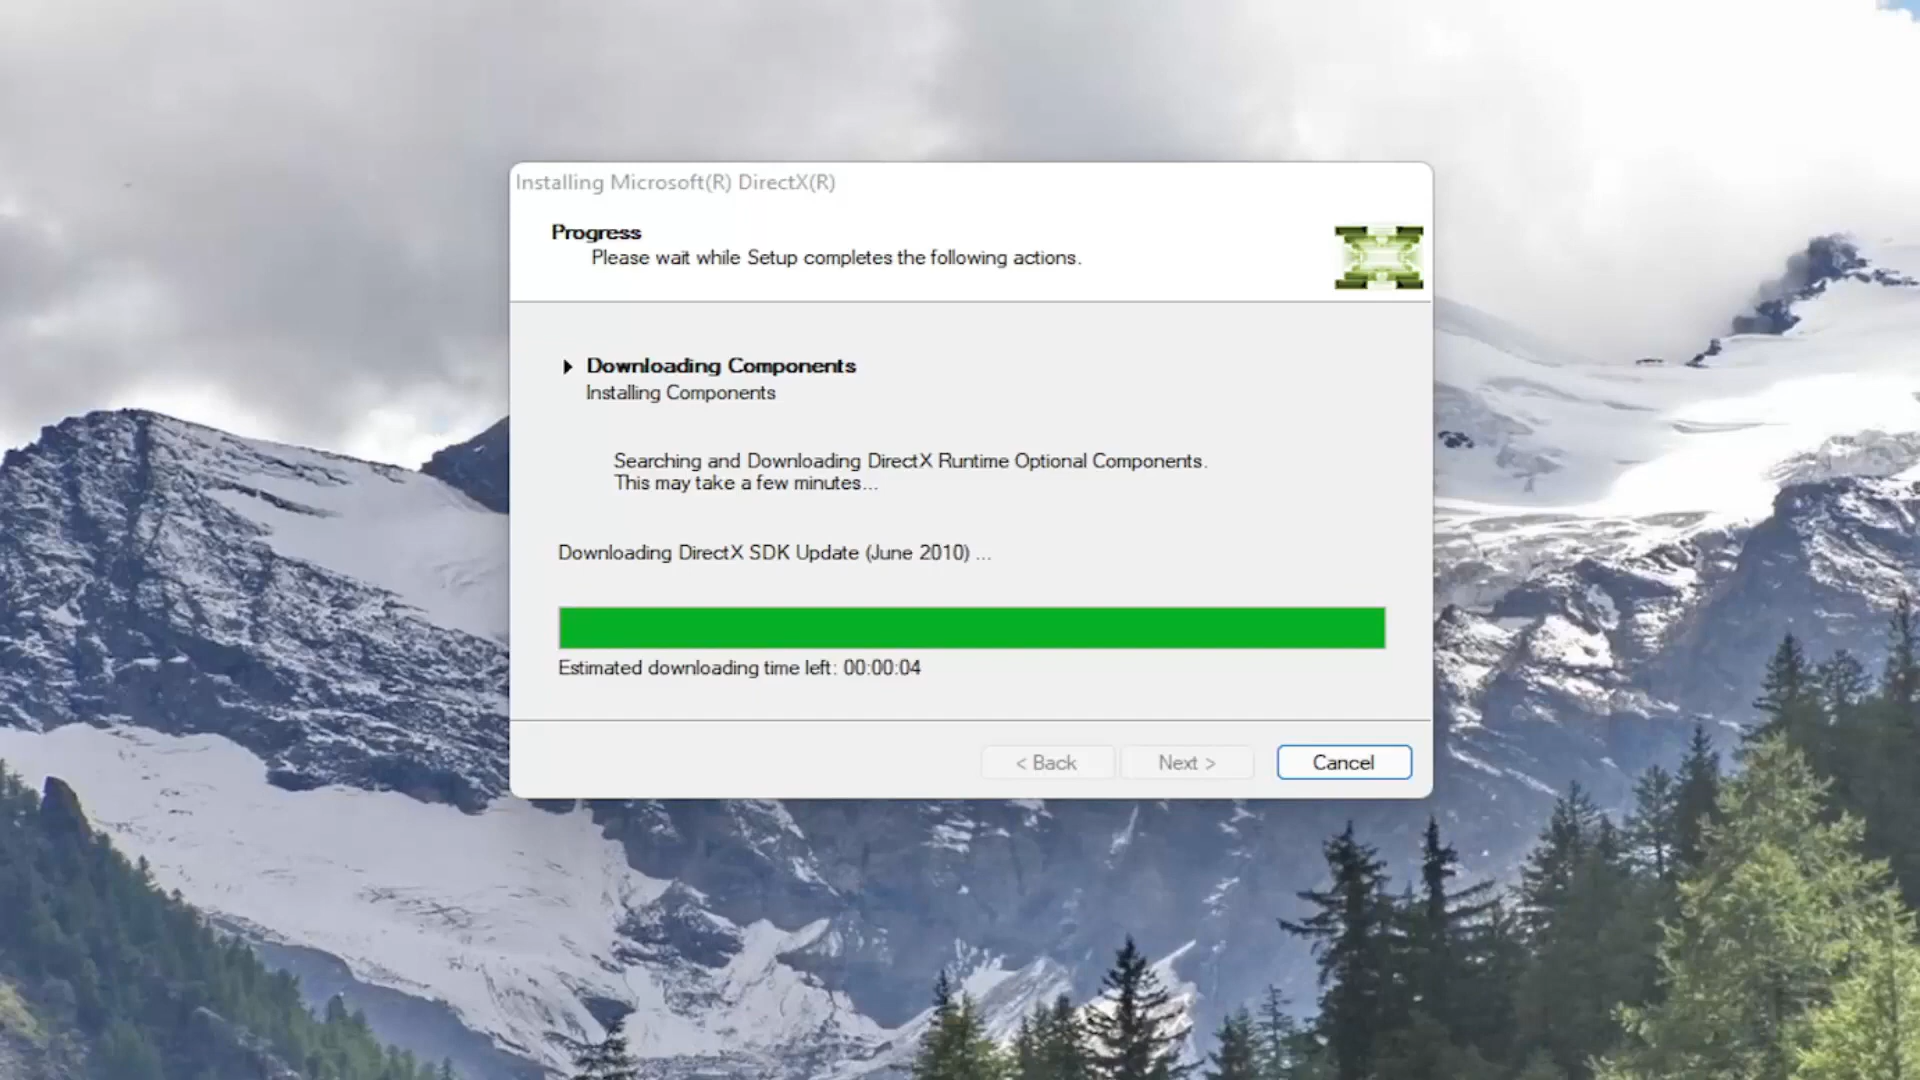 Installing Microsoft(R) DirectX(R)
Progress
Please wait while Setup completes the following actions.
Downloading Components
Installing Components
Searching and Downloading DirectX Runtime Optional Components.
This may take a few minutes...
Downloading DirectX SDK Update (June 2010) ...
Estimated downloading time left: 00:00:04
< Back
Next >
Cancel